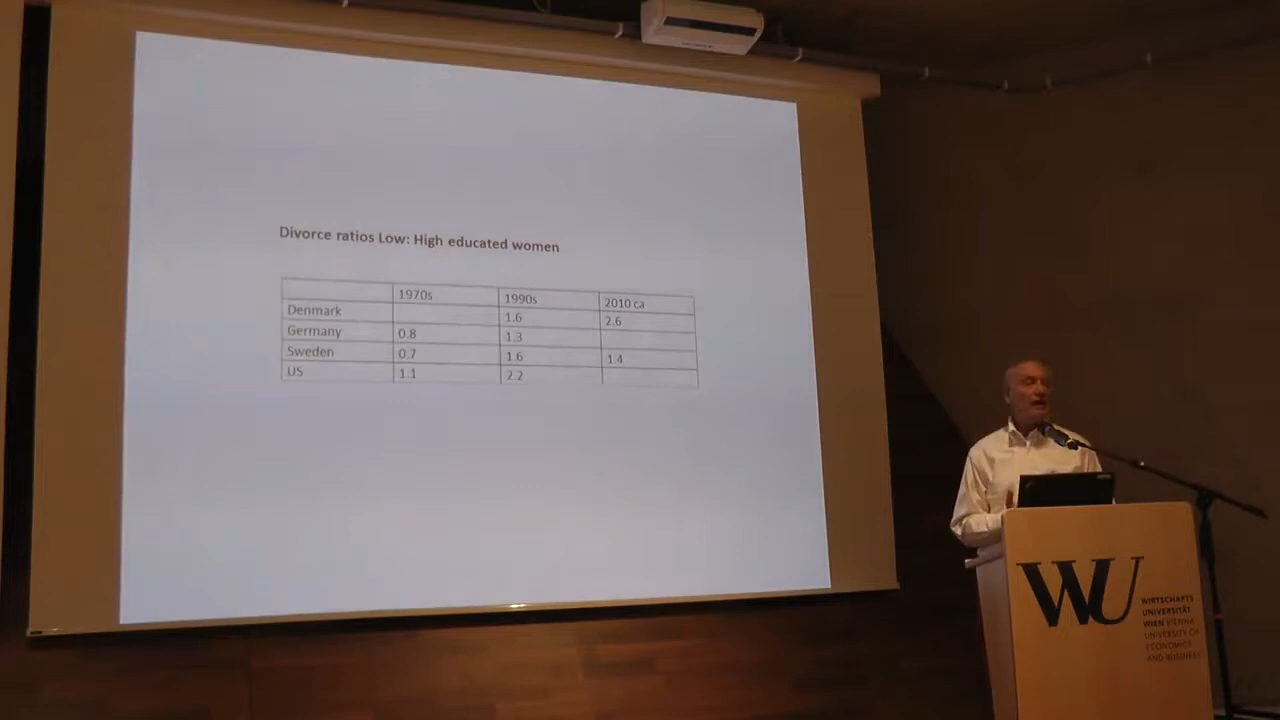 Divorce ratios Low: High educated women
1970s 1990s 2010 ca
Denmark 1.6 2.6
Germany 0.8 1.3
Sweden 0.7 1.6 1.4
US 1.1 2.2
WU
WIRTSCHAFTS
UNIVERSITÄT
WIEN VIENNA
UNIVERSITY OF
ECONOMICS
AND BUSINESS